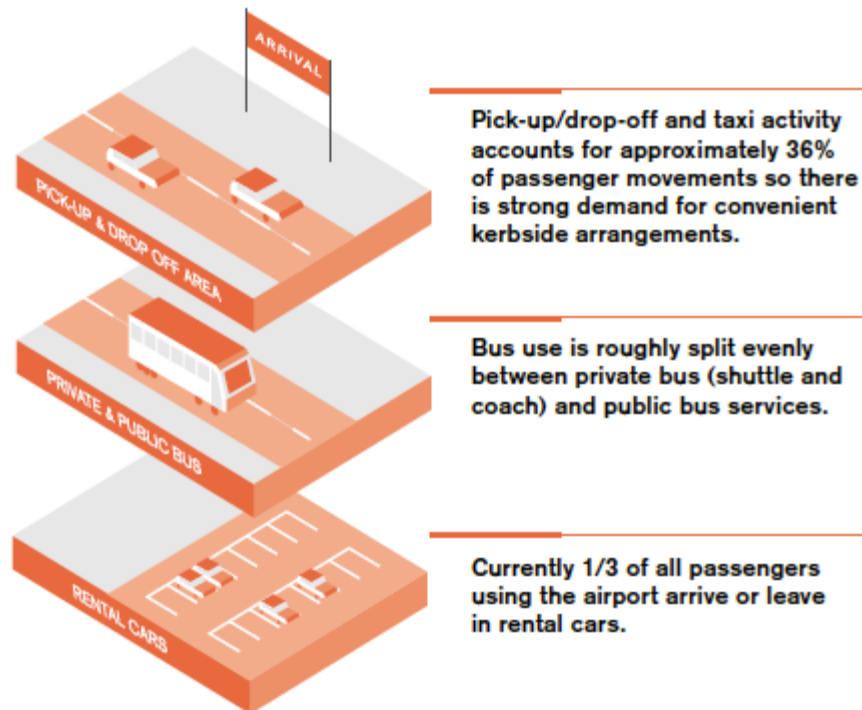 ARRIVAL
PICK-UP & DROP OFF AREA
Pick-up/drop-off and taxi activity
accounts for approximately 36%
of passenger movements so there
is strong demand for convenient
kerbside arrangements.
PRIVATE & PUBLIC BUS
Bus use is roughly split evenly
between private bus (shuttle and
coach) and public bus services.
RENTAL CARS
Currently 1/3 of all passengers
using the airport arrive or leave
in rental cars.